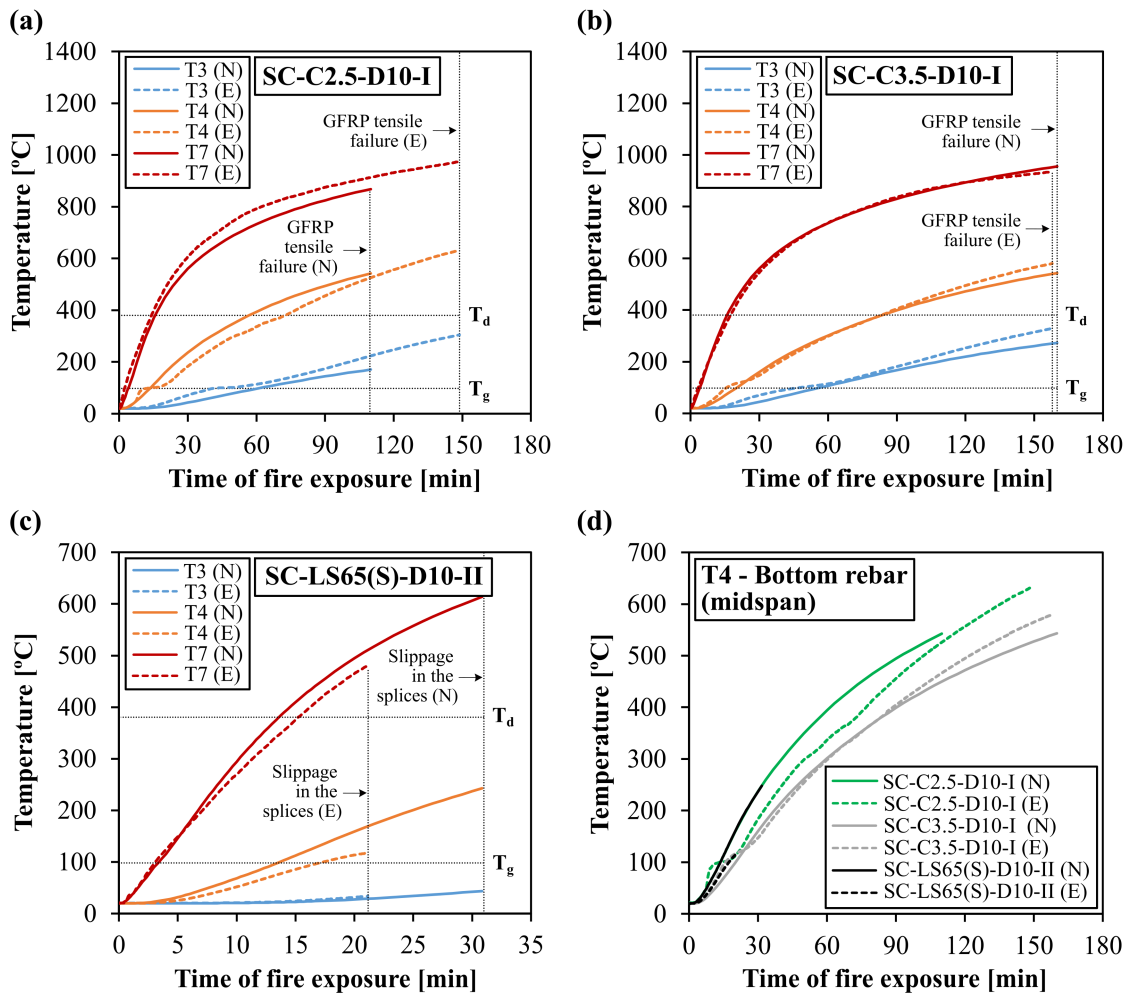 (a)
1400
1200
1000
800
600
400
200
0
Temperature [ºC]
T3 (N)
T3 (E)
T4 (N)
T4 (E)
T7 (N)
T7 (E)
SC-C2.5-D10-I
GFRP tensile
failure (E)
GFRP
tensile
failure (N)
Td
Tg
0 30 60 90 120 150 180
Time of fire exposure [min]
(b)
1400
1200
1000
800
600
400
200
0
Temperature [ºC]
T3 (N)
T3 (E)
T4 (N)
T4 (E)
T7 (N)
T7 (E)
SC-C3.5-D10-I
GFRP tensile
failure (N)
GFRP tensile
failure (E)
Td
Tg
0 30 60 90 120 150 180
Time of fire exposure [min]
(c)
700
600
500
400
300
200
100
0
Temperature [ºC]
T3 (N)
T3 (E)
T4 (N)
T4 (E)
T7 (N)
T7 (E)
SC-LS65(S)-D10-II
Slippage
in the
splices (N)
Slippage
in the
splices (E)
Td
Tg
0 5 10 15 20 25 30 35
Time of fire exposure [min]
(d)
700
600
500
400
300
200
100
0
Temperature [ºC]
T4 - Bottom rebar
(midspan)
SC-C2.5-D10-I (N)
SC-C2.5-D10-I (E)
SC-C3.5-D10-I (N)
SC-C3.5-D10-I (E)
SC-LS65(S)-D10-II (N)
SC-LS65(S)-D10-II (E)
0 30 60 90 120 150 180
Time of fire exposure [min]